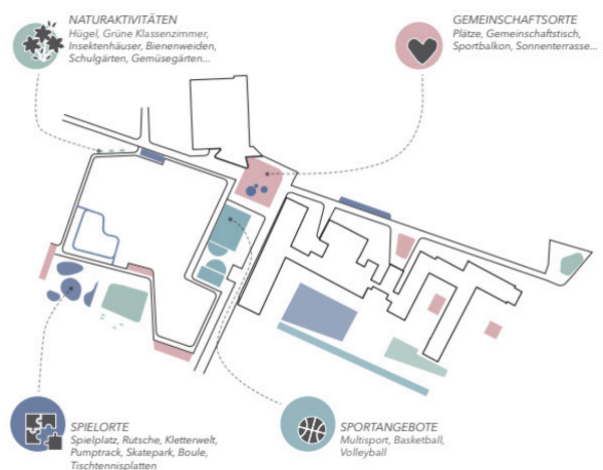 NATURAKTIVITÄTEN
Hügel, Grüne Klassenzimmer,
Insektenhäuser, Bienenweiden,
Schulgärten, Gemüsegärten...
GEMEINSCHAFTSORTE
Plätze, Gemeinschaftstisch,
Sportbalkon, Sonnenterrasse...
SPIELORTE
Spielplatz, Rutsche, Kletterwelt,
Pumptrack, Skatepark, Boule,
Tischtennisplatten
SPORTANGEBOTE
Multisport, Basketball,
Volleyball